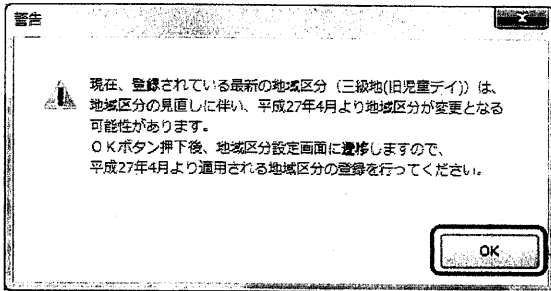 警告
現在、登録されている最新の地域区分（三級地(旧児童デイ)）は、
地域区分の見直しに伴い、平成27年4月より地域区分が変更となる
可能性があります。
ＯＫボタン押下後、地域区分設定画面に遷移しますので、
平成27年4月より適用される地域区分の登録を行ってください。
OK